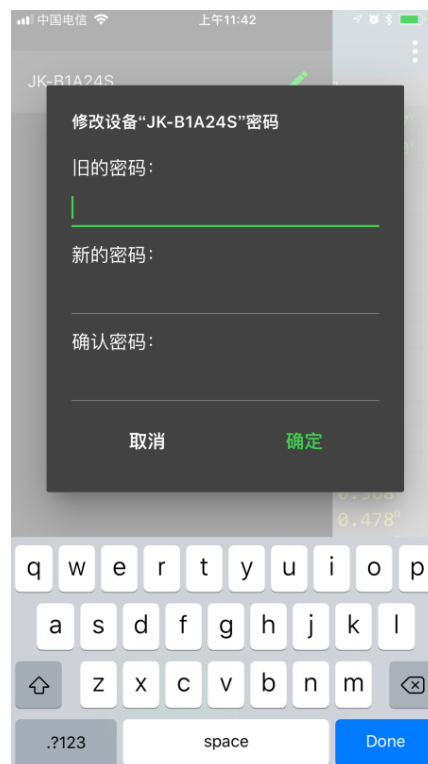 中国电信 上午11:42
JK-B1A24S
修改设备“JK-B1A24S”密码
旧的密码：
新的密码：
确认密码：
取消 确定
0.568
0.478°
q w e r t y u i o p
a s d f g h j k l
z x c v b n m
.?123 space Done